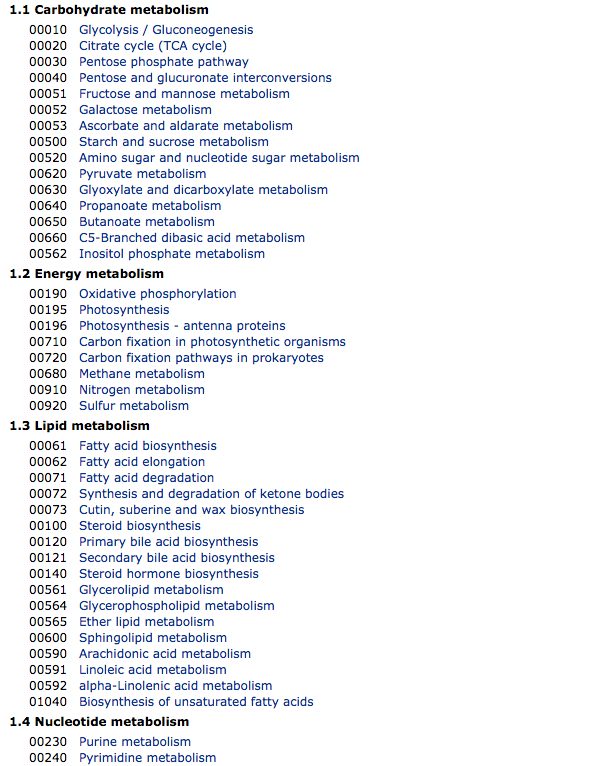 1.1 Carbohydrate metabolism
00010 Glycolysis / Gluconeogenesis
00020 Citrate cycle (TCA cycle)
00030 Pentose phosphate pathway
00040 Pentose and glucuronate interconversions
00051 Fructose and mannose metabolism
00052 Galactose metabolism
00053 Ascorbate and aldarate metabolism
00500 Starch and sucrose metabolism
00520 Amino sugar and nucleotide sugar metabolism
00620 Pyruvate metabolism
00630 Glyoxylate and dicarboxylate metabolism
00640 Propanoate metabolism
00650 Butanoate metabolism
00660 C5-Branched dibasic acid metabolism
00562 Inositol phosphate metabolism
1.2 Energy metabolism
00190 Oxidative phosphorylation
00195 Photosynthesis
00196 Photosynthesis - antenna proteins
00710 Carbon fixation in photosynthetic organisms
00720 Carbon fixation pathways in prokaryotes
00680 Methane metabolism
00910 Nitrogen metabolism
00920 Sulfur metabolism
1.3 Lipid metabolism
00061 Fatty acid biosynthesis
00062 Fatty acid elongation
00071 Fatty acid degradation
00072 Synthesis and degradation of ketone bodies
00073 Cutin, suberine and wax biosynthesis
00100 Steroid biosynthesis
00120 Primary bile acid biosynthesis
00121 Secondary bile acid biosynthesis
00140 Steroid hormone biosynthesis
00561 Glycerolipid metabolism
00564 Glycerophospholipid metabolism
00565 Ether lipid metabolism
00600 Sphingolipid metabolism
00590 Arachidonic acid metabolism
00591 Linoleic acid metabolism
00592 alpha-Linolenic acid metabolism
01040 Biosynthesis of unsaturated fatty acids
1.4 Nucleotide metabolism
00230 Purine metabolism
00240 Pyrimidine metabolism